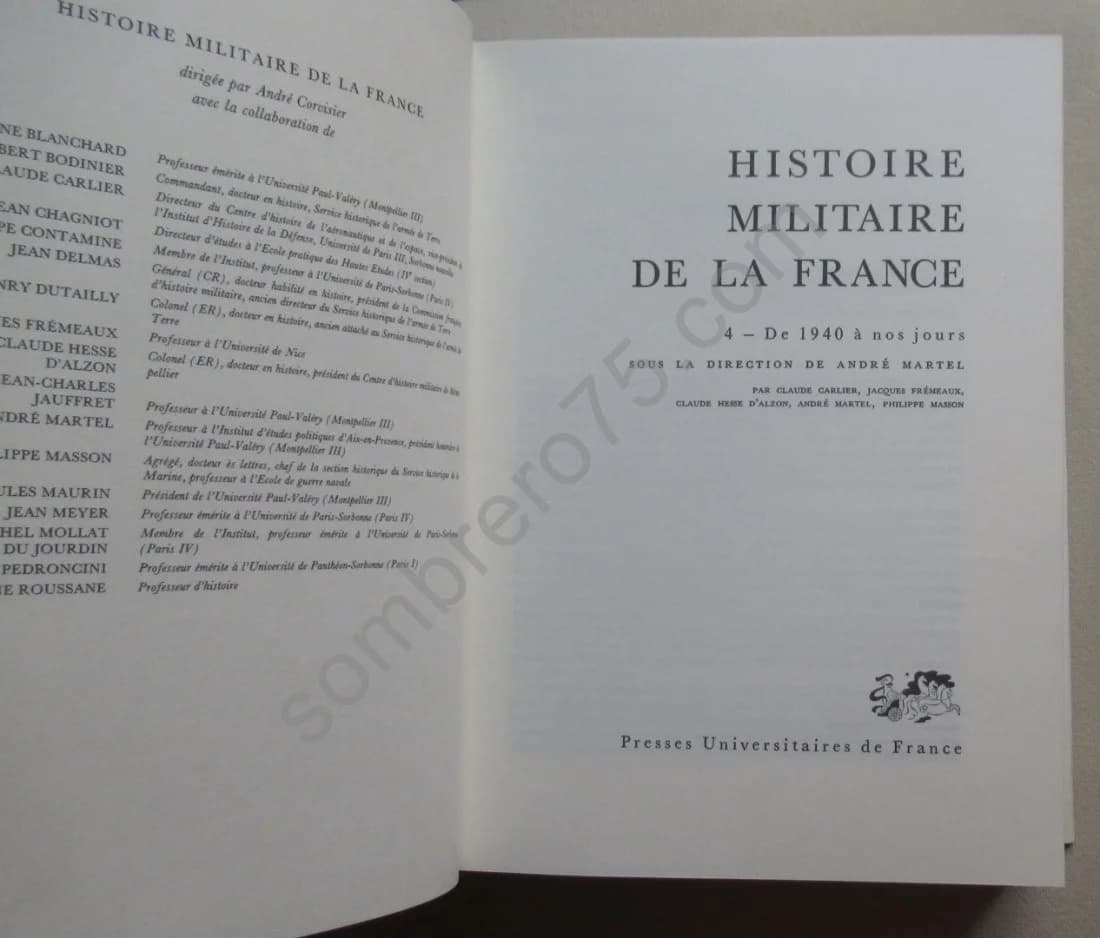 HISTOIRE MILITAIRE DE LA FRANCE
dirigée par André Corvisier
avec la collaboration de
NE BLANCHARD Professeur émérite à l'Université Paul-Valéry (Montpellier III)
BERT BODINIER Commandant, docteur en histoire, Service historique de l'armée de Terre
LAUDE CARLIER Directeur du Centre d'histoire de l'aéronautique et de l'espace, vice-président de
l'Institut d'Histoire de la Défense, Université de Paris III, Sorbonne nouvelle
EAN CHAGNIOT Directeur d'études à l'Ecole pratique des Hautes Etudes (IVe section)
PE CONTAMINE Membre de l'Institut, professeur à l'Université de Paris-Sorbonne (Paris IV)
JEAN DELMAS Général (CR), docteur habilité en histoire, président de la Commission française
d'histoire militaire, ancien directeur du Service historique de l'armée de Terre
NRY DUTAILLY Colonel (ER), docteur en histoire, ancien attaché au Service historique de l'armée de
Terre
ES FRÉMEAUX Professeur à l'Université de Nice
CLAUDE HESSE Colonel (ER), docteur en histoire, président du Centre d'histoire militaire de
D'ALZON pellier
EAN-CHARLES
JAUFFRET Professeur à l'Université Paul-Valéry (Montpellier III)
NDRÉ MARTEL Professeur à l'Institut d'études politiques d'Aix-en-Provence, président honoraire
l'Université Paul-Valéry (Montpellier III)
LIPPE MASSON Agrégé, docteur ès lettres, chef de la section historique du Service historique de la
Marine, professeur à l'Ecole de guerre navale
ULES MAURIN Président de l'Université Paul-Valéry (Montpellier III)
JEAN MEYER Professeur émérite à l'Université de Paris-Sorbonne (Paris IV)
HEL MOLLAT Membre de l'Institut, professeur émérite à l'Université de Paris-Sorbonne
DU JOURDIN (Paris IV)
PEDRONCINI Professeur émérite à l'Université de Panthéon-Sorbonne (Paris I)
NE ROUSSANE Professeur d'histoire
HISTOIRE
MILITAIRE
DE LA FRANCE
4 – De 1940 à nos jours
SOUS LA DIRECTION DE ANDRÉ MARTEL
PAR CLAUDE CARLIER, JACQUES FRÉMEAUX,
CLAUDE HESSE D'ALZON, ANDRÉ MARTEL, PHILIPPE MASSON
Presses Universitaires de France
sombrero75.com